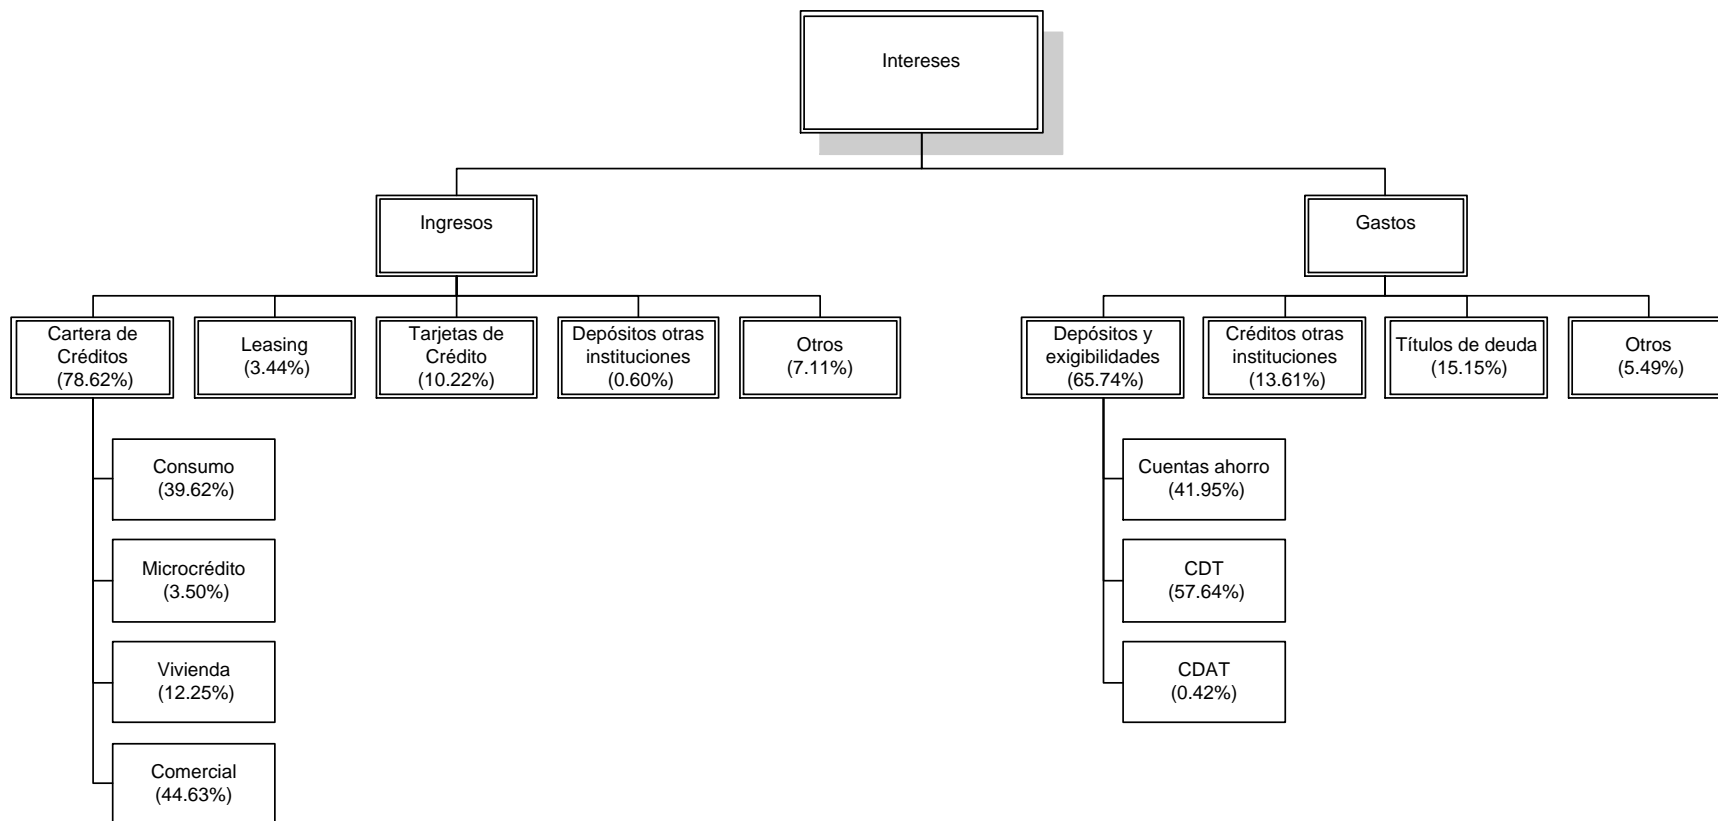 Intereses
Ingresos
Gastos
Cartera de
Créditos
(78.62%)
Leasing
(3.44%)
Tarjetas de
Crédito
(10.22%)
Depósitos otras
instituciones
(0.60%)
Otros
(7.11%)
Depósitos y
exigibilidades
(65.74%)
Créditos otras
instituciones
(13.61%)
Títulos de deuda
(15.15%)
Otros
(5.49%)
Consumo
(39.62%)
Microcrédito
(3.50%)
Vivienda
(12.25%)
Comercial
(44.63%)
Cuentas ahorro
(41.95%)
CDT
(57.64%)
CDAT
(0.42%)